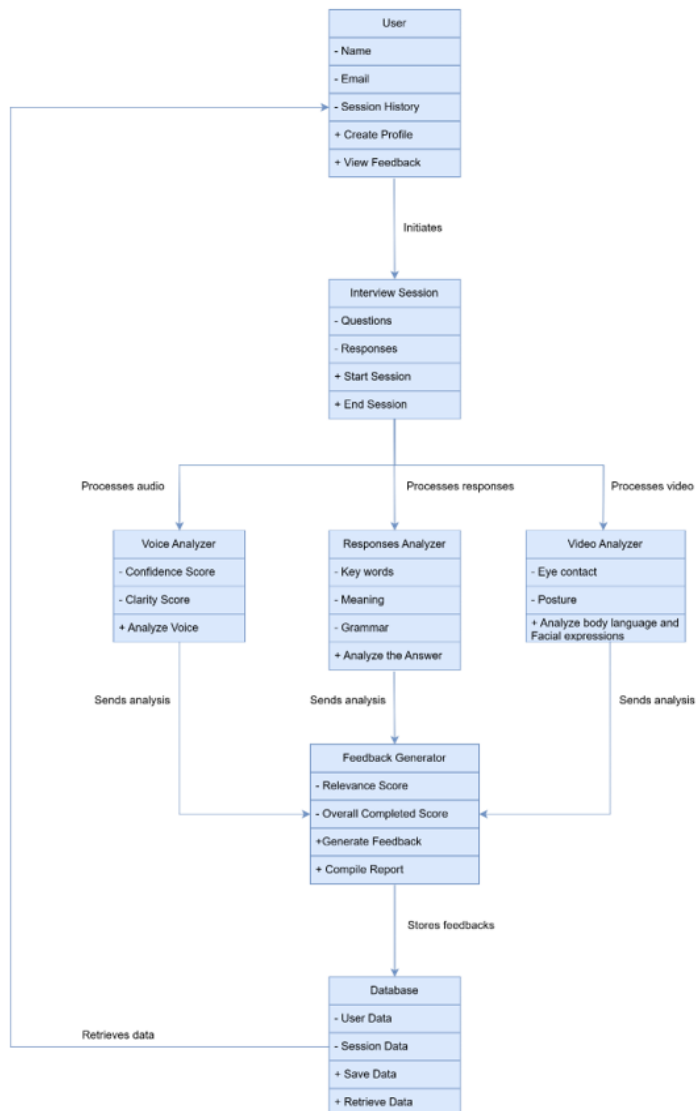 User
- Name
- Email
- Session History
+ Create Profile
+ View Feedback
Initiates
Interview Session
- Questions
- Responses
+ Start Session
+ End Session
Processes audio
Processes responses
Processes video
Voice Analyzer
- Confidence Score
- Clarity Score
+ Analyze Voice
Responses Analyzer
- Key words
- Meaning
- Grammar
+ Analyze the Answer
Video Analyzer
- Eye contact
- Posture
+ Analyze body language and
Facial expressions
Sends analysis
Sends analysis
Sends analysis
Feedback Generator
- Relevance Score
- Overall Completed Score
+Generate Feedback
+ Compile Report
Stores feedbacks
Database
- User Data
- Session Data
+ Save Data
+ Retrieve Data
Retrieves data